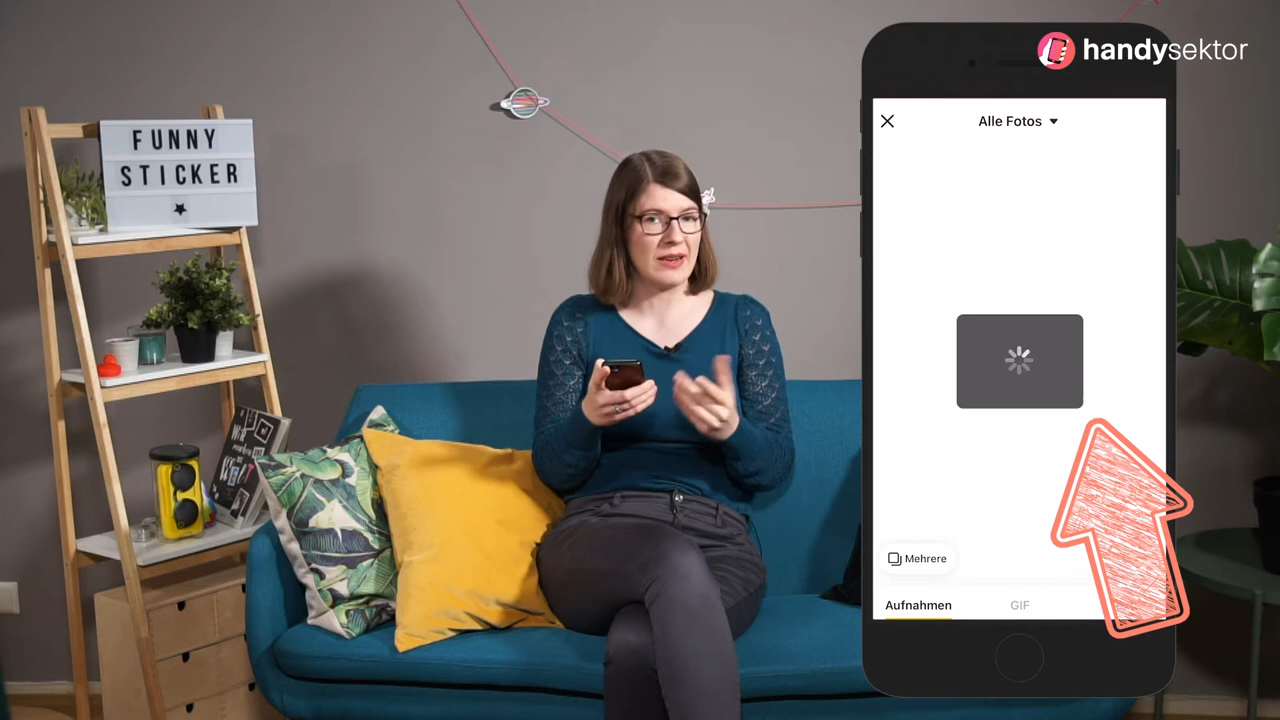 handysektor
Alle Fotos
FUNNY
STICKER
Mehrere
Aufnahmen
GIF